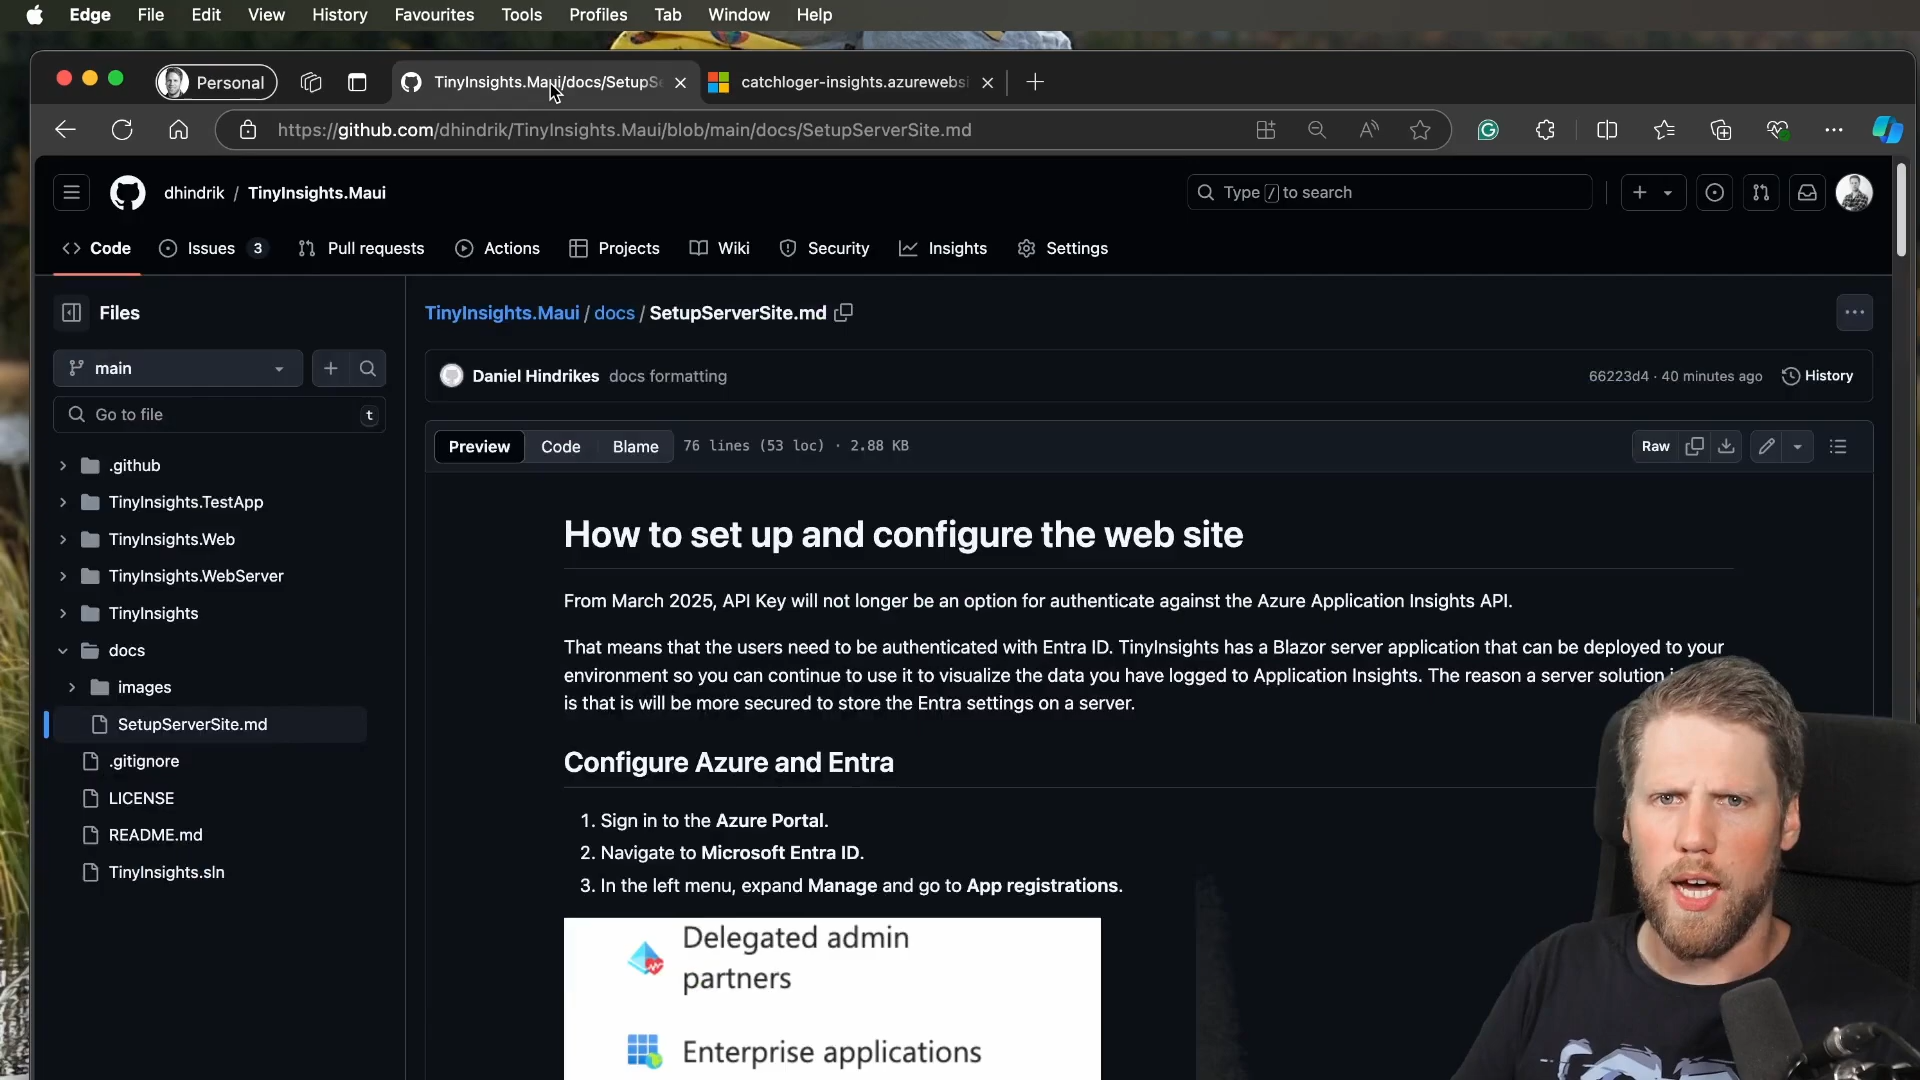 Edge File Edit View History Favourites Tools Profiles Tab Window Help
Personal
TinyInsights.Maui/docs/SetupSe
catchloger-insights.azurewebsi
https://github.com/dhindrik/TinyInsights.Maui/blob/main/docs/SetupServerSite.md
dhindrik / TinyInsights.Maui
Type / to search
Code Issues 3 Pull requests Actions Projects Wiki Security Insights Settings
Files
main
Go to file t
.github
TinyInsights.TestApp
TinyInsights.Web
TinyInsights.WebServer
TinyInsights
docs
images
SetupServerSite.md
.gitignore
LICENSE
README.md
TinyInsights.sln
TinyInsights.Maui / docs / SetupServerSite.md
Daniel Hindrikes docs formatting
66223d4 · 40 minutes ago History
Preview Code Blame 76 lines (53 loc) · 2.88 KB
Raw
How to set up and configure the web site
From March 2025, API Key will not longer be an option for authenticate against the Azure Application Insights API.
That means that the users need to be authenticated with Entra ID. TinyInsights has a Blazor server application that can be deployed to your
environment so you can continue to use it to visualize the data you have logged to Application Insights. The reason a server solution
is that is will be more secured to store the Entra settings on a server.
Configure Azure and Entra
1. Sign in to the Azure Portal.
2. Navigate to Microsoft Entra ID.
3. In the left menu, expand Manage and go to App registrations.
Delegated admin
partners
Enterprise applications